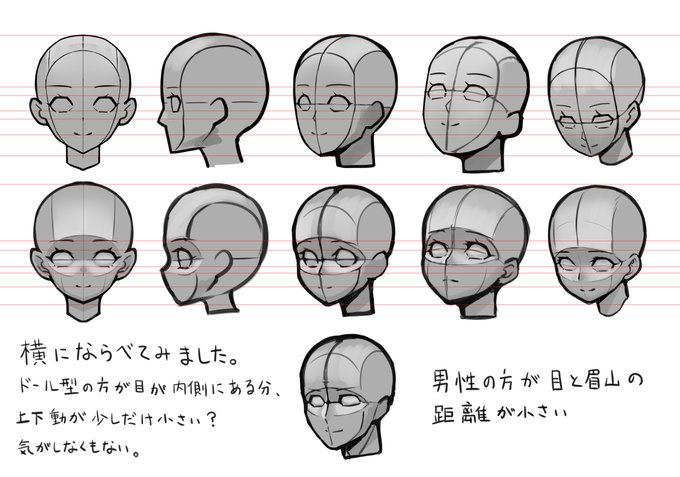 横にならべてみました。
ドール型の方が目が内側にある分、
上下動が少しだけ小さい?
気がしなくもない。
男性の方が目と眉山の
距離が小さい